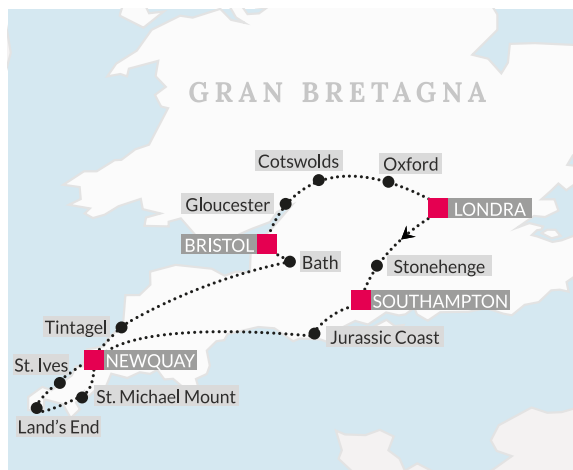 GRAN BRETAGNA
Cotswolds
Oxford
Gloucester
LONDRA
BRISTOL
Bath
Stonehenge
SOUTHAMPTON
Tintagel
Jurassic Coast
St. Ives
NEWQUAY
St. Michael Mount
Land's End